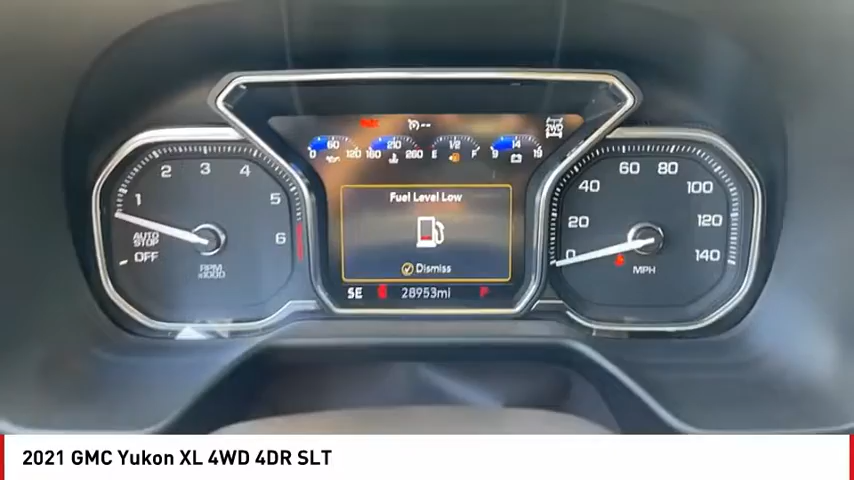 60 210 1/2 14
0 120 160 260 E F 9 19
2WD
1 2 3 4 5 6
AUTO
STOP
OFF
RPM
x1000
Fuel Level Low
Dismiss
SE 28953mi P
0 20 40 60 80 100 120 140
MPH
2021 GMC Yukon XL 4WD 4DR SLT